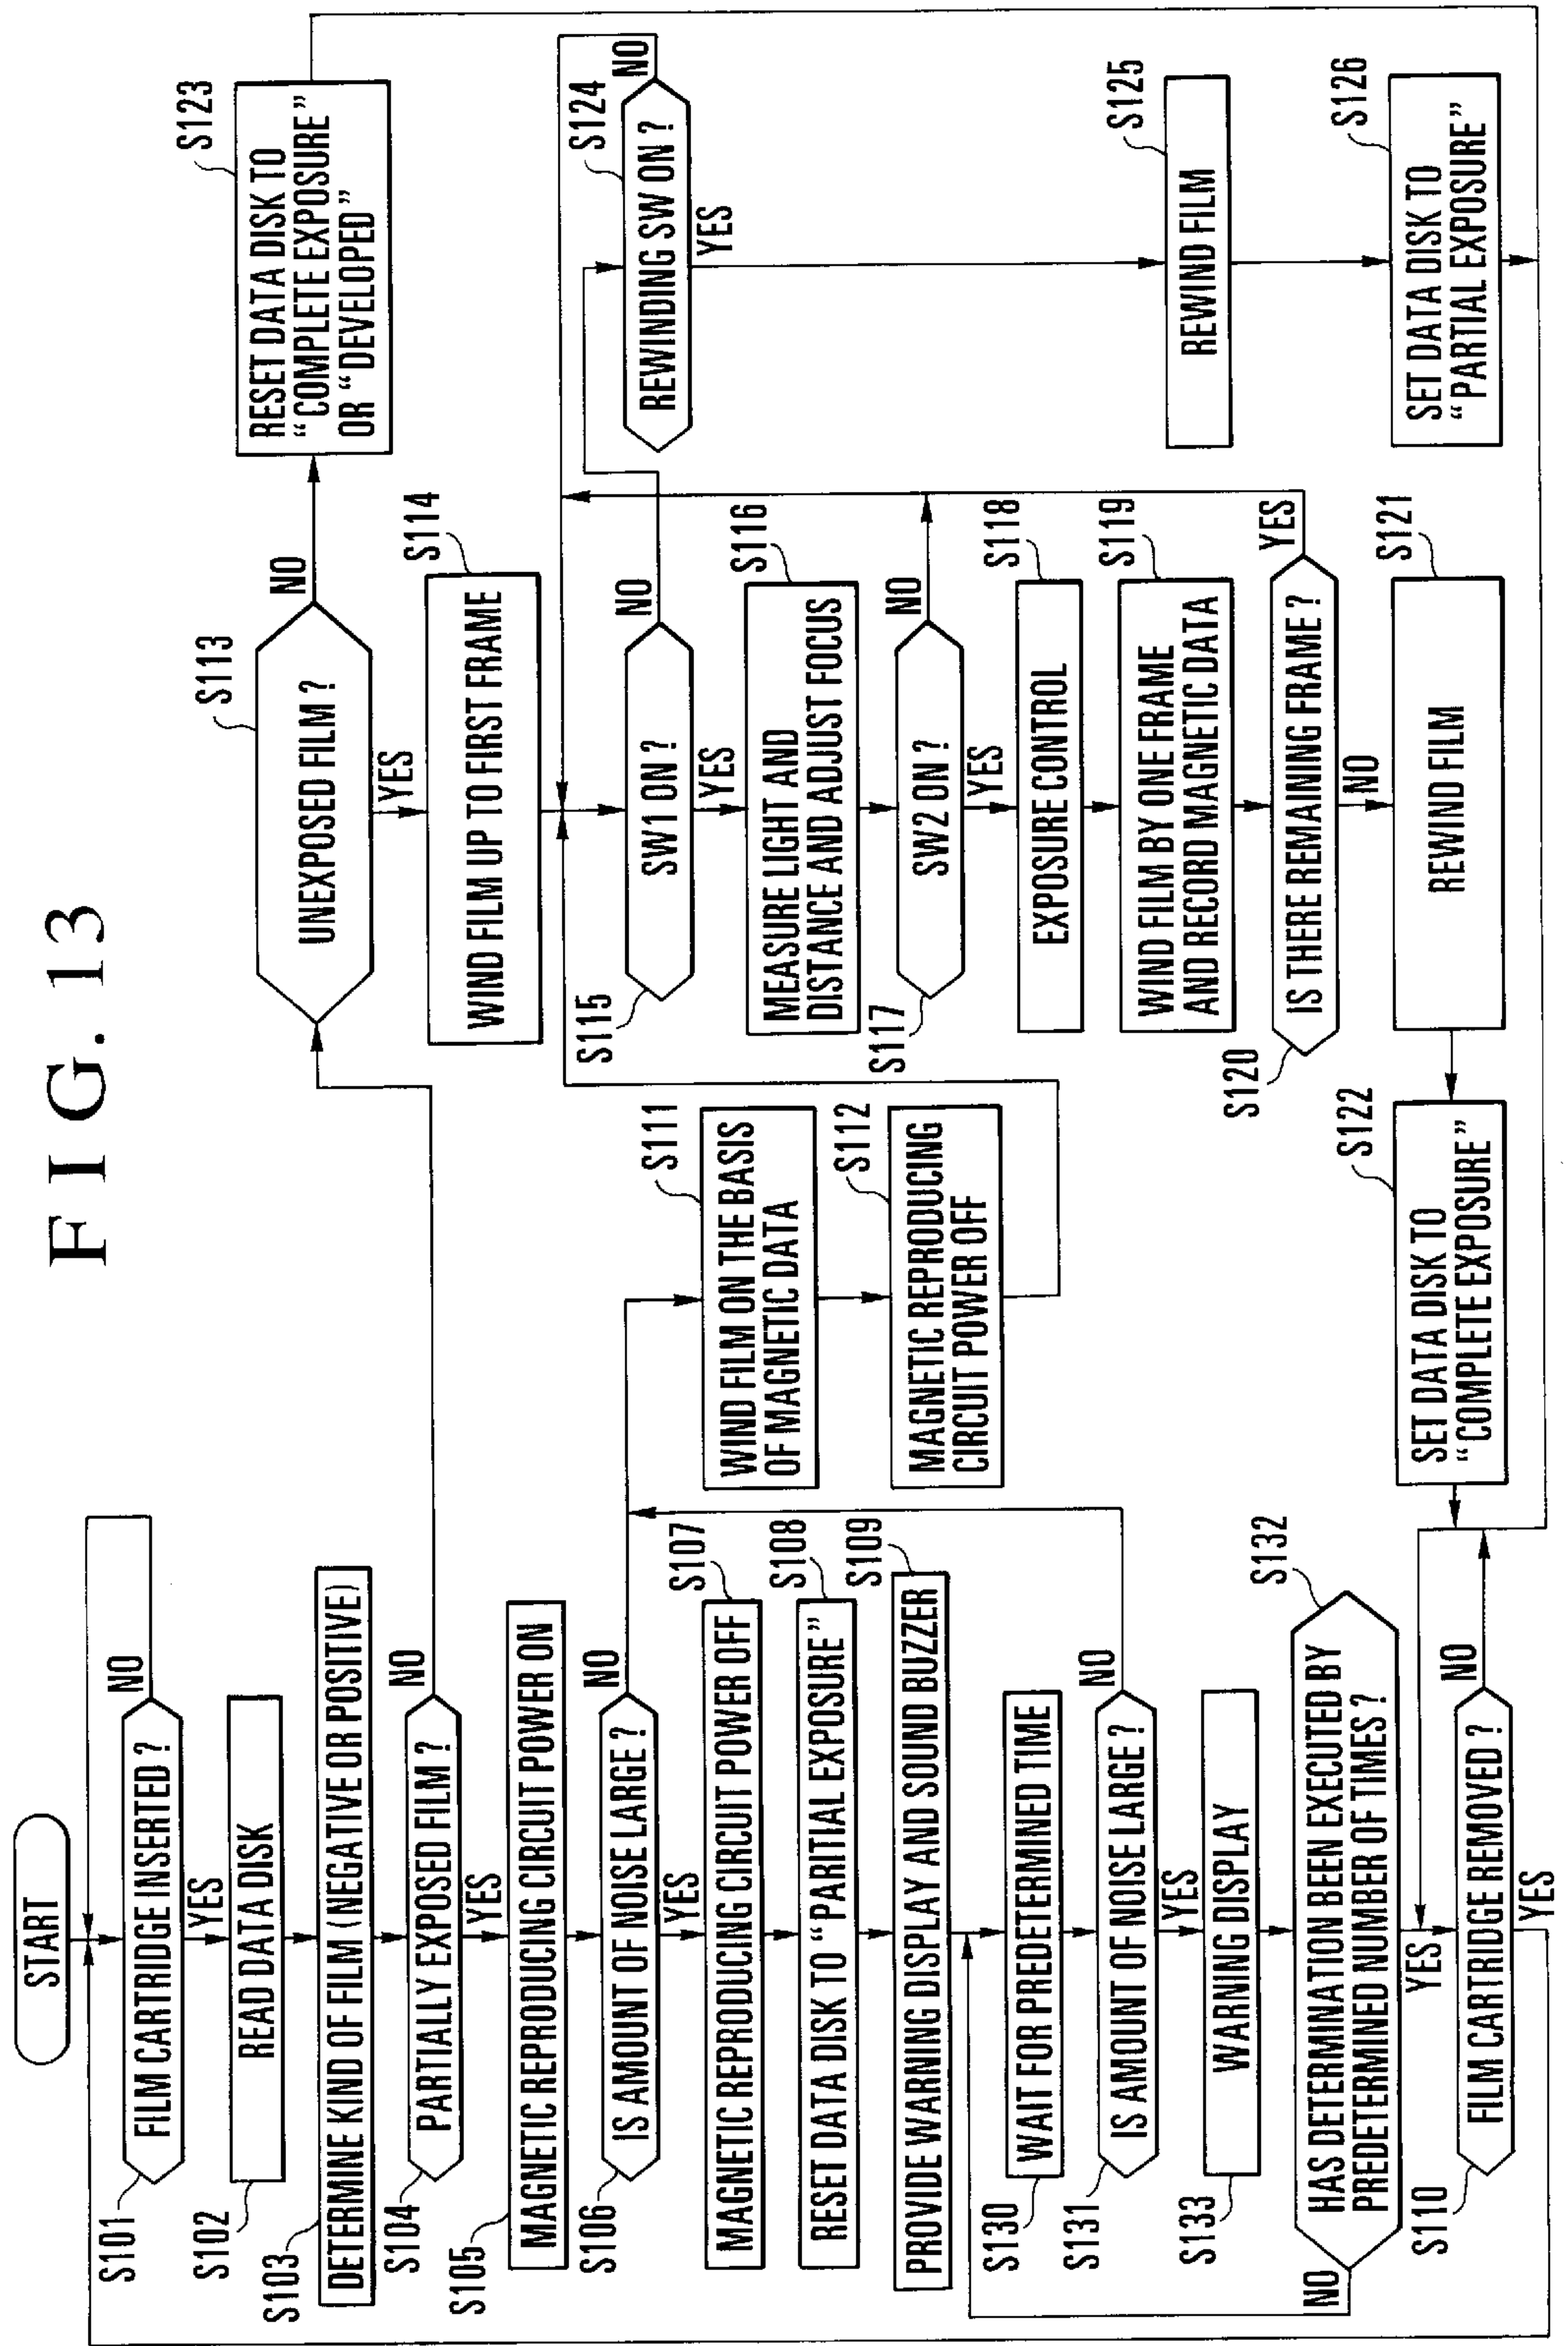 FIG. 13
START
S101
FILM CARTRIDGE INSERTED ?
NO
YES
S102
READ DATA DISK
S103
DETERMINE KIND OF FILM (NEGATIVE OR POSITIVE)
S104
PARTIALLY EXPOSED FILM ?
NO
YES
S105
MAGNETIC REPRODUCING CIRCUIT POWER ON
S106
IS AMOUNT OF NOISE LARGE ?
NO
YES
S107
MAGNETIC REPRODUCING CIRCUIT POWER OFF
S108
RESET DATA DISK TO “PARITIAL EXPOSURE”
S109
PROVIDE WARNING DISPLAY AND SOUND BUZZER
S130
WAIT FOR PREDETERMINED TIME
S131
IS AMOUNT OF NOISE LARGE ?
NO
YES
S133
WARNING DISPLAY
S132
HAS DETERMINATION BEEN EXECUTED BY
PREDETERMINED NUMBER OF TIMES ?
NO
YES
S110
FILM CARTRIDGE REMOVED ?
NO
YES
S111
WIND FILM ON THE BASIS
OF MAGNETIC DATA
S112
MAGNETIC REPRODUCING
CIRCUIT POWER OFF
S113
UNEXPOSED FILM ?
NO
YES
S114
WIND FILM UP TO FIRST FRAME
S115
SW1 ON ?
NO
YES
S116
MEASURE LIGHT AND
DISTANCE AND ADJUST FOCUS
S117
SW2 ON ?
NO
YES
S118
EXPOSURE CONTROL
S119
WIND FILM BY ONE FRAME
AND RECORD MAGNETIC DATA
S120
IS THERE REMAINING FRAME ?
YES
NO
S121
REWIND FILM
S122
SET DATA DISK TO
“COMPLETE EXPOSURE”
S123
RESET DATA DISK TO
“COMPLETE EXPOSURE”
OR “DEVELOPED”
S124
REWINDING SW ON ?
NO
YES
S125
REWIND FILM
S126
SET DATA DISK TO
“PARTIAL EXPOSURE”